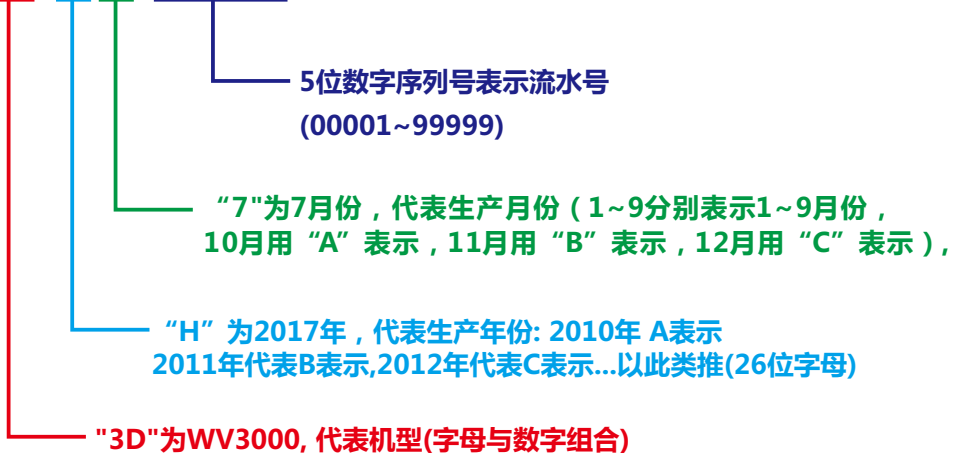 5位数字序列号表示流水号
(00001~99999)
“7"为7月份，代表生产月份（1~9分别表示1~9月份，
10月用“A”表示，11月用“B”表示，12月用“C”表示），
“H”为2017年，代表生产年份: 2010年 A表示
2011年代表B表示,2012年代表C表示...以此类推(26位字母)
"3D"为WV3000, 代表机型(字母与数字组合)